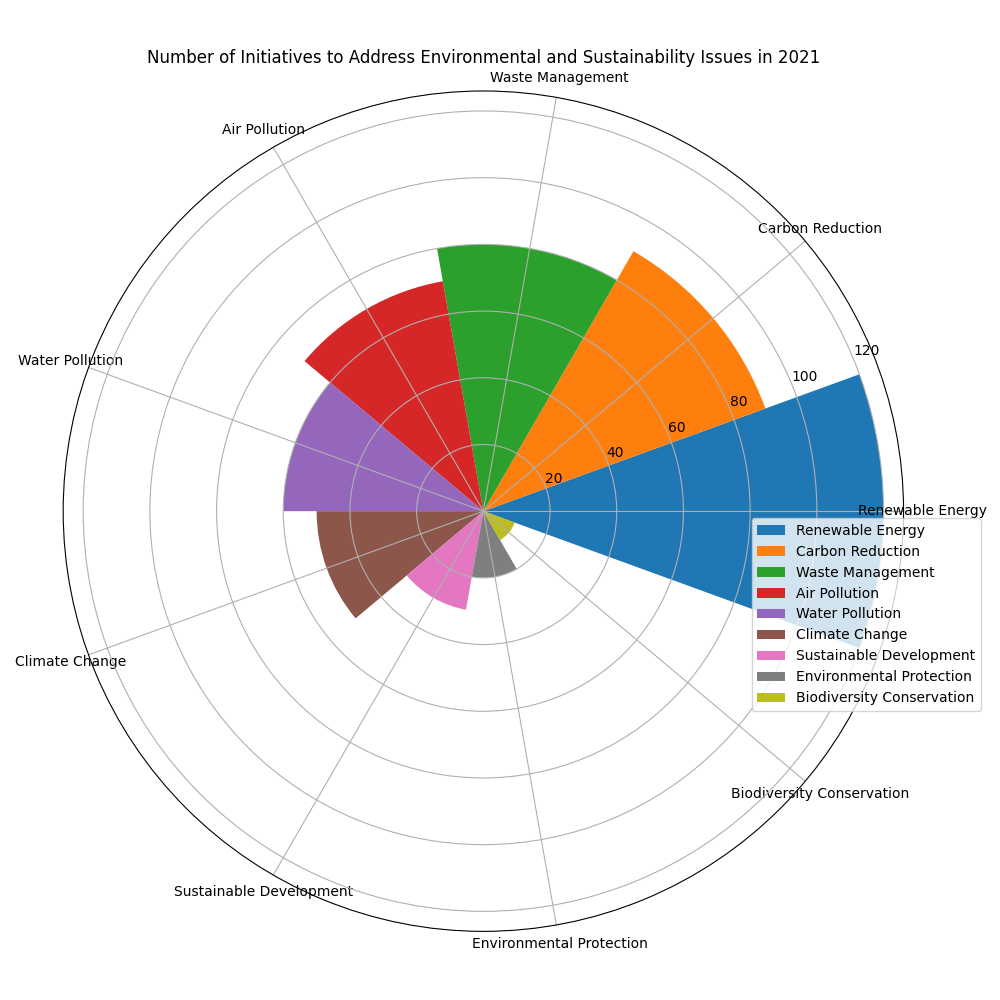 Number of Initiatives to Address Environmental and Sustainability Issues in 2021
Waste Management
Air Pollution
Carbon Reduction
Water Pollution
120
100
80
60
40
20
Renewable Energy
Renewable Energy
Carbon Reduction
Waste Management
Air Pollution
Water Pollution
Climate Change
Sustainable Development
Environmental Protection
Biodiversity Conservation
Climate Change
Biodiversity Conservation
Sustainable Development
Environmental Protection